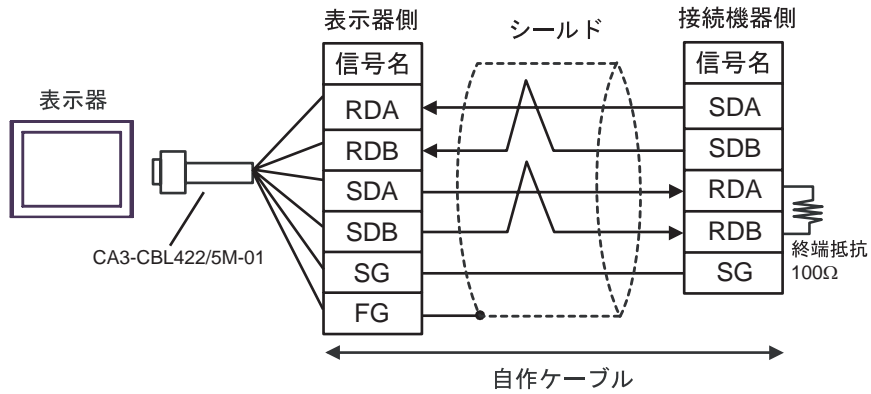 表示器
CA3-CBL422/5M-01
表示器側
信号名
RDA
RDB
SDA
SDB
SG
FG
シールド
接続機器側
信号名
SDA
SDB
RDA
RDB
SG
終端抵抗
100Ω
自作ケーブル